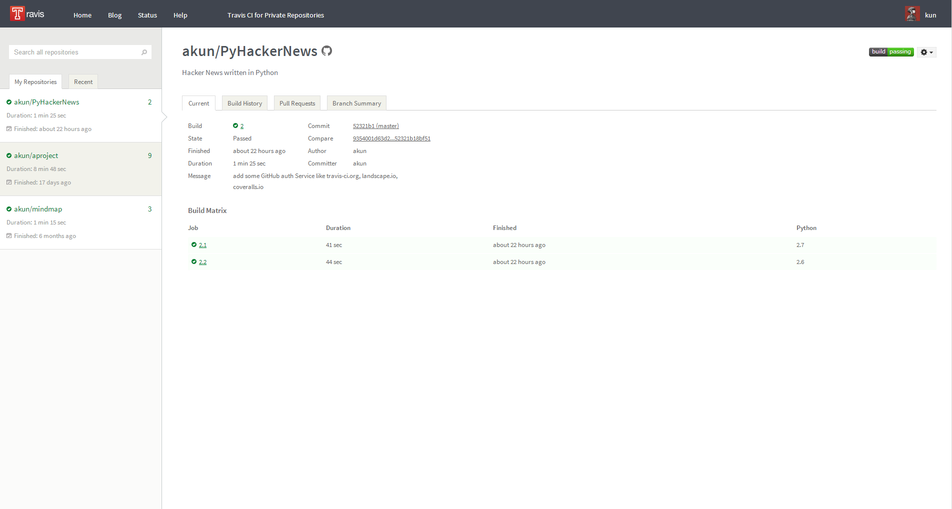 Travis
Home Blog Status Help Travis CI for Private Repositories kun
Search all repositories
My Repositories Recent
akun/PyHackerNews 2
Duration: 1 min 25 sec
Finished: about 22 hours ago
akun/aproject 9
Duration: 8 min 48 sec
Finished: 17 days ago
akun/mindmap 3
Duration: 1 min 15 sec
Finished: 6 months ago
akun/PyHackerNews
build passing
Hacker News written in Python
Current Build History Pull Requests Branch Summary
Build 2 Commit 52321b1 (master)
State Passed Compare 9354001d63d2...52321b18bf51
Finished about 22 hours ago Author akun
Duration 1 min 25 sec Committer akun
Message add some GitHub auth Service like travis-ci.org, landscape.io,
coveralls.io
Build Matrix
Job Duration Finished Python
2.1 41 sec about 22 hours ago 2.7
2.2 44 sec about 22 hours ago 2.6